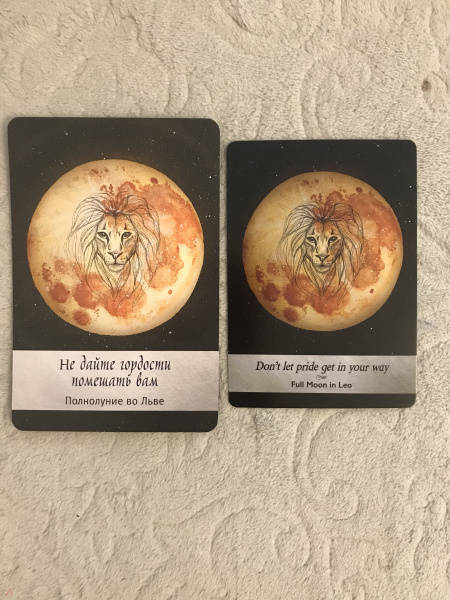 Не дайте гордости
помешать вам
Полнолуние во Льве
Don't let pride get in your way
Full Moon in Leo